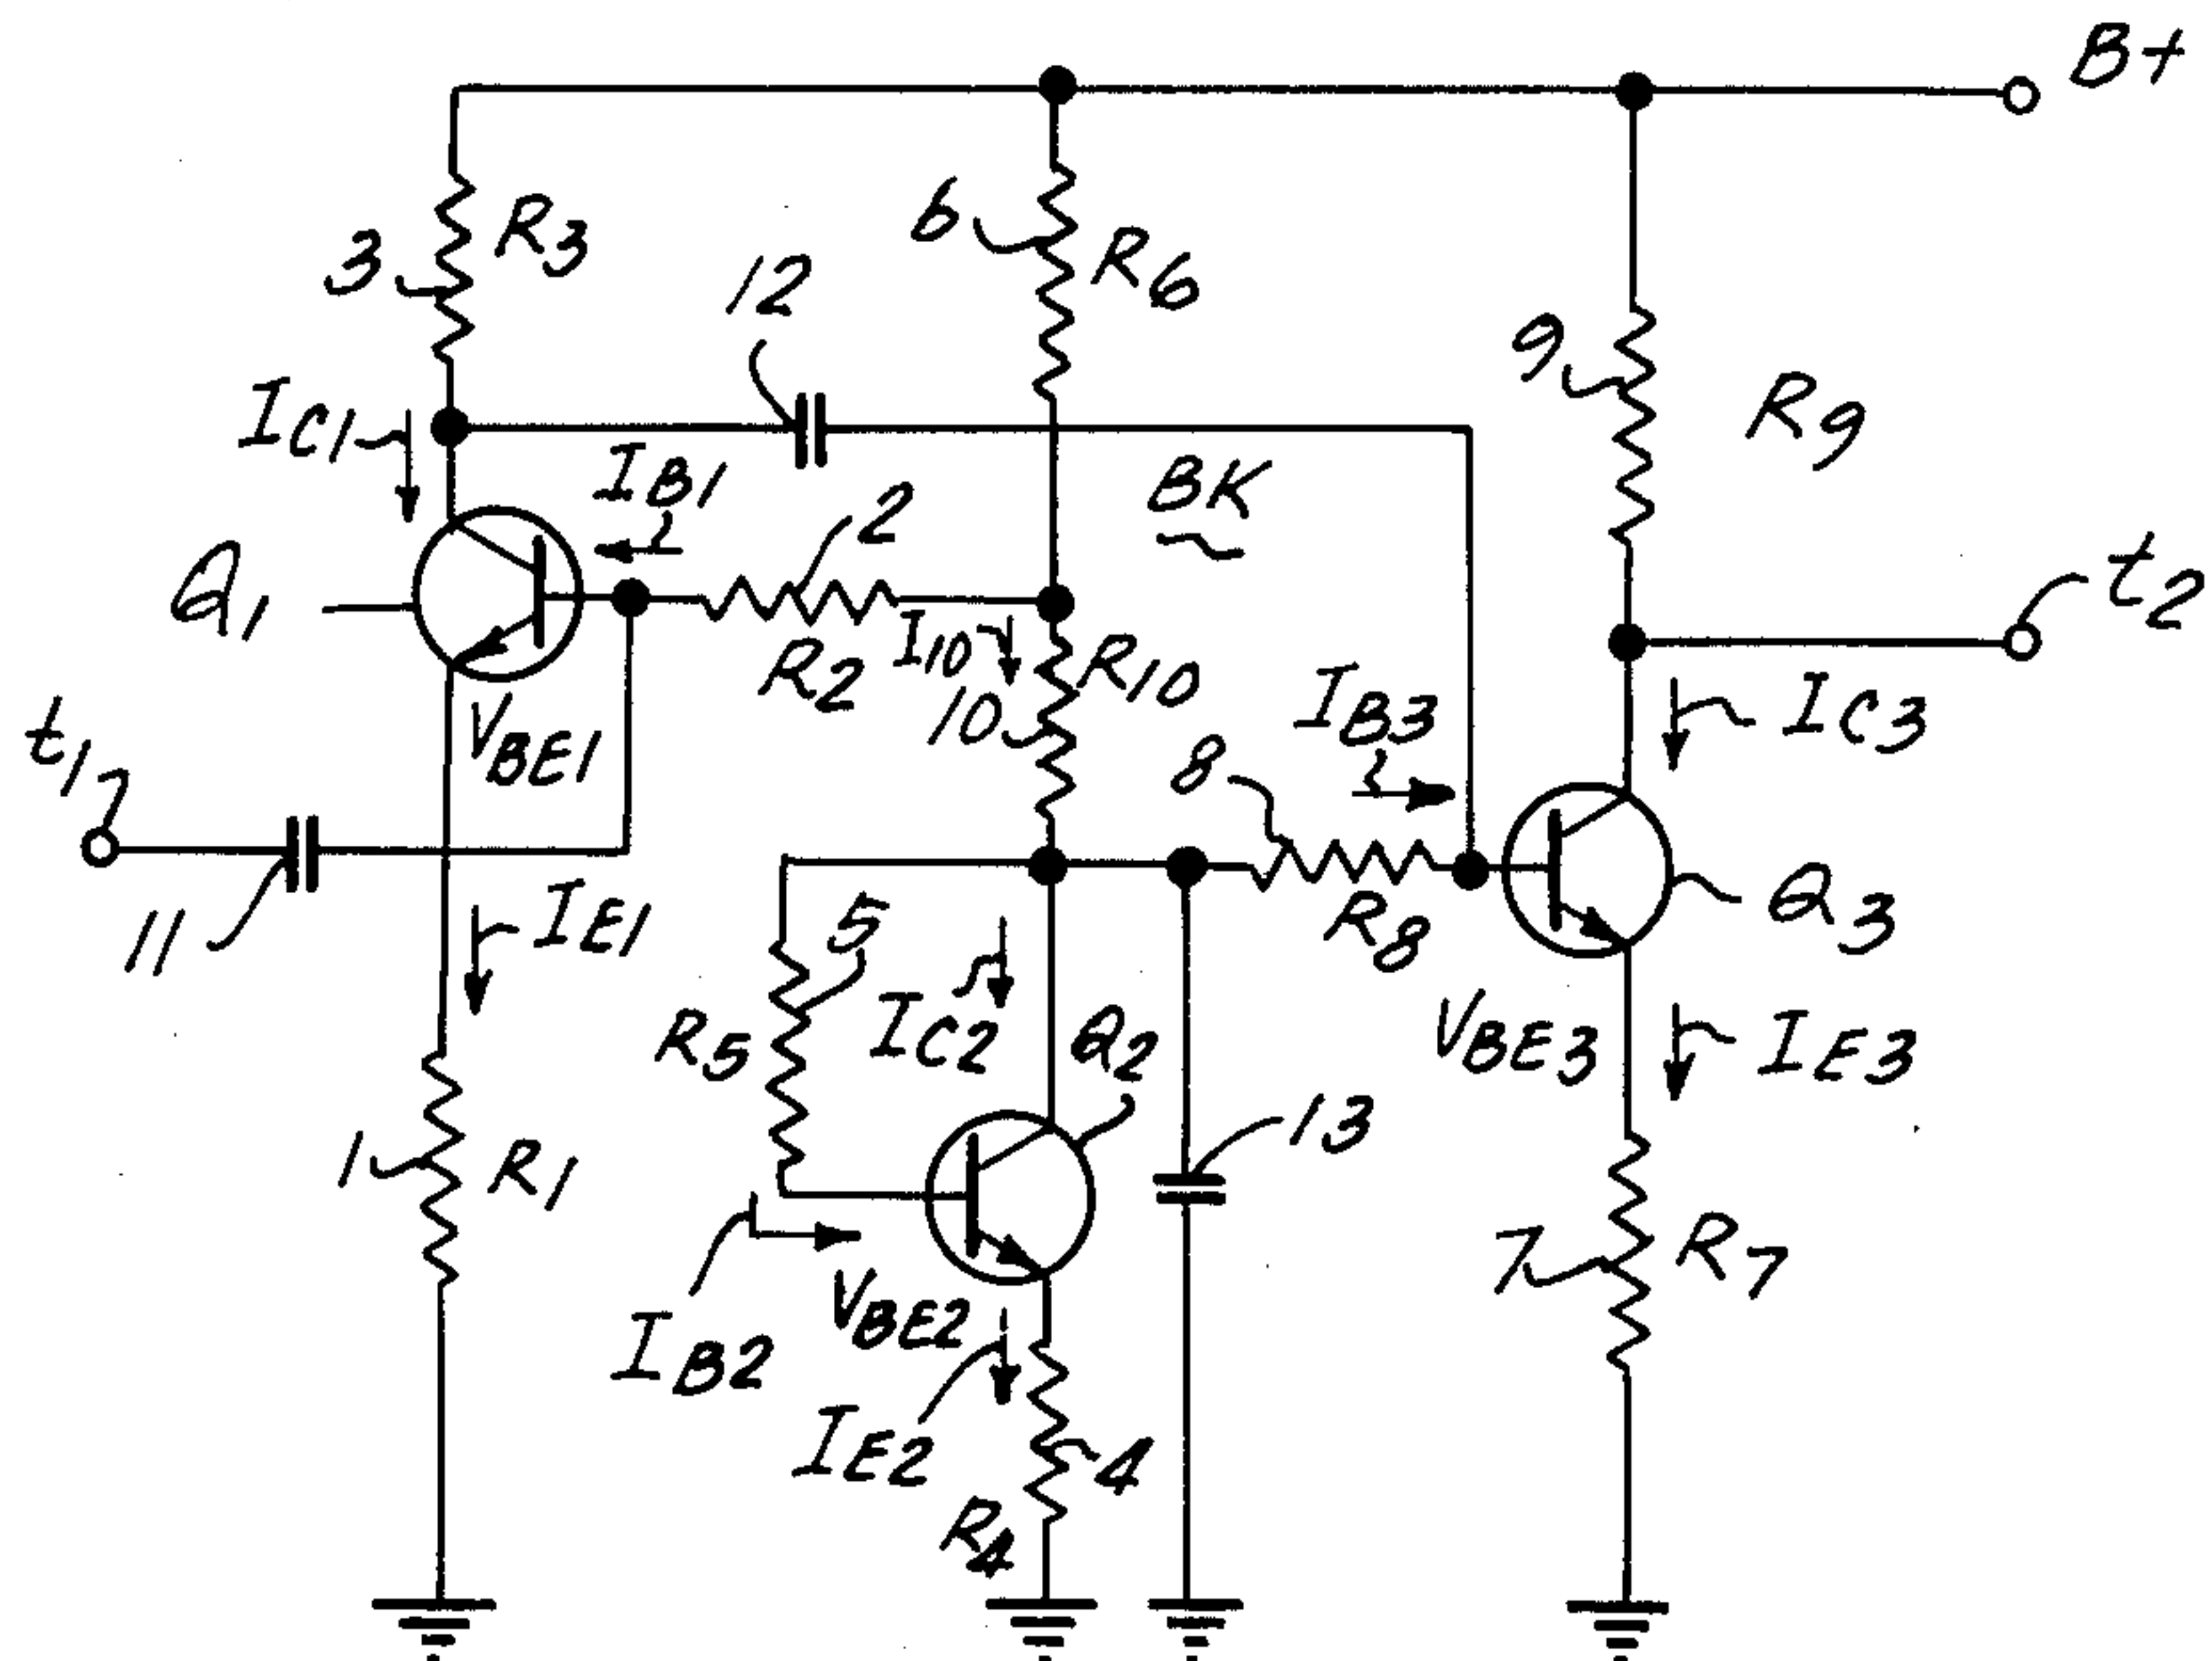 B+
R3
3
6
R6
12
9
R9
IC1
IB1
2
BK
Q1
R2
I10
R10
10
t2
IB3
IC3
t1
VBE1
8
R8
Q3
11
IE1
5
R5
IC2
Q2
VBE3
IE3
1
R1
13
7
R7
IB2
VBE2
IE2
4
R4